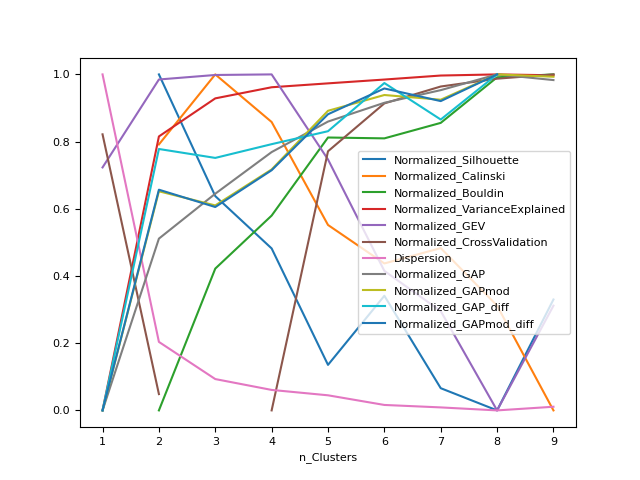 1.0
0.8
0.6
0.4
0.2
0.0
Normalized_Silhouette
Normalized_Calinski
Normalized_Bouldin
Normalized_VarianceExplained
Normalized_GEV
Normalized_CrossValidation
Dispersion
Normalized_GAP
Normalized_GAPmod
Normalized_GAP_diff
Normalized_GAPmod_diff
1 2 3 4 5 6 7 8 9
n_Clusters